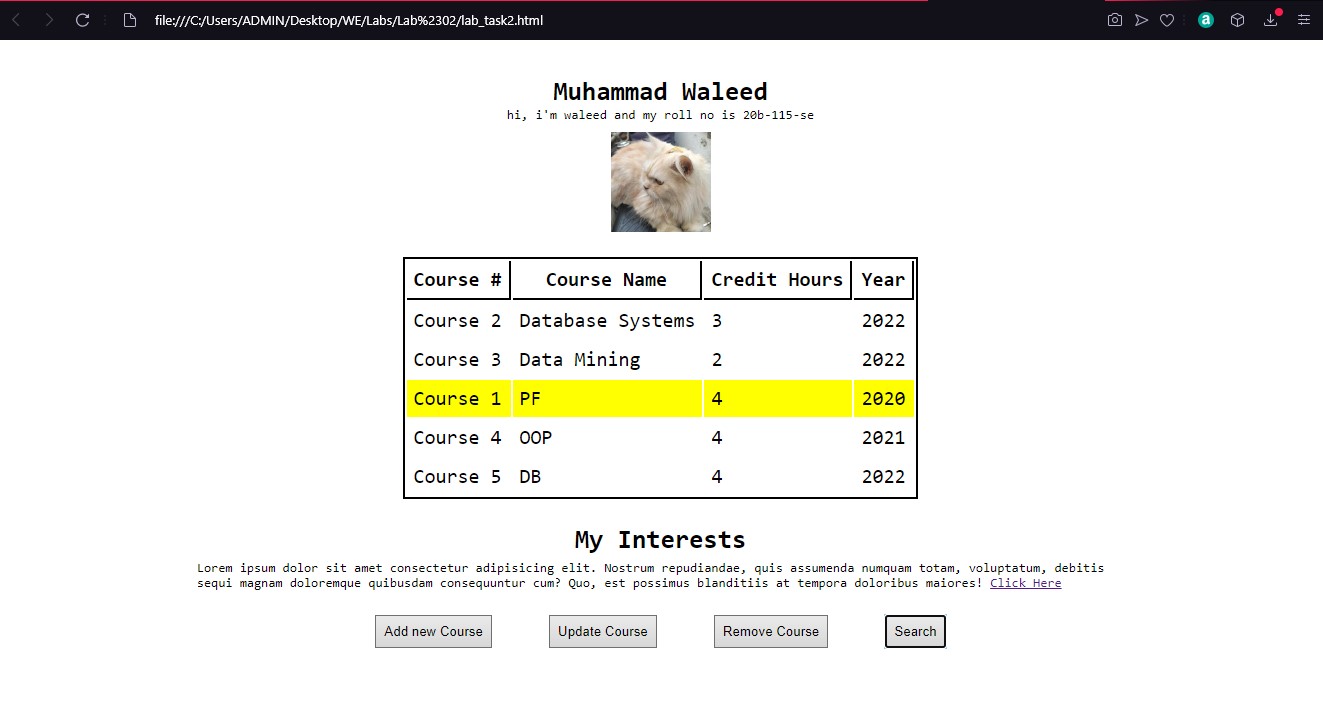 file:///C:/Users/ADMIN/Desktop/WE/Labs/Lab%2302/lab_task2.html
a
Muhammad Waleed
hi, i'm waleed and my roll no is 20b-115-se
Course # Course Name Credit Hours Year
Course 2 Database Systems 3 2022
Course 3 Data Mining 2 2022
Course 1 PF 4 2020
Course 4 OOP 4 2021
Course 5 DB 4 2022
My Interests
Lorem ipsum dolor sit amet consectetur adipisicing elit. Nostrum repudiandae, quis assumenda numquam totam, voluptatum, debitis
sequi magnam doloremque quibusdam consequuntur cum? Quo, est possimus blanditiis at tempora doloribus maiores! Click Here
Add new Course Update Course Remove Course Search